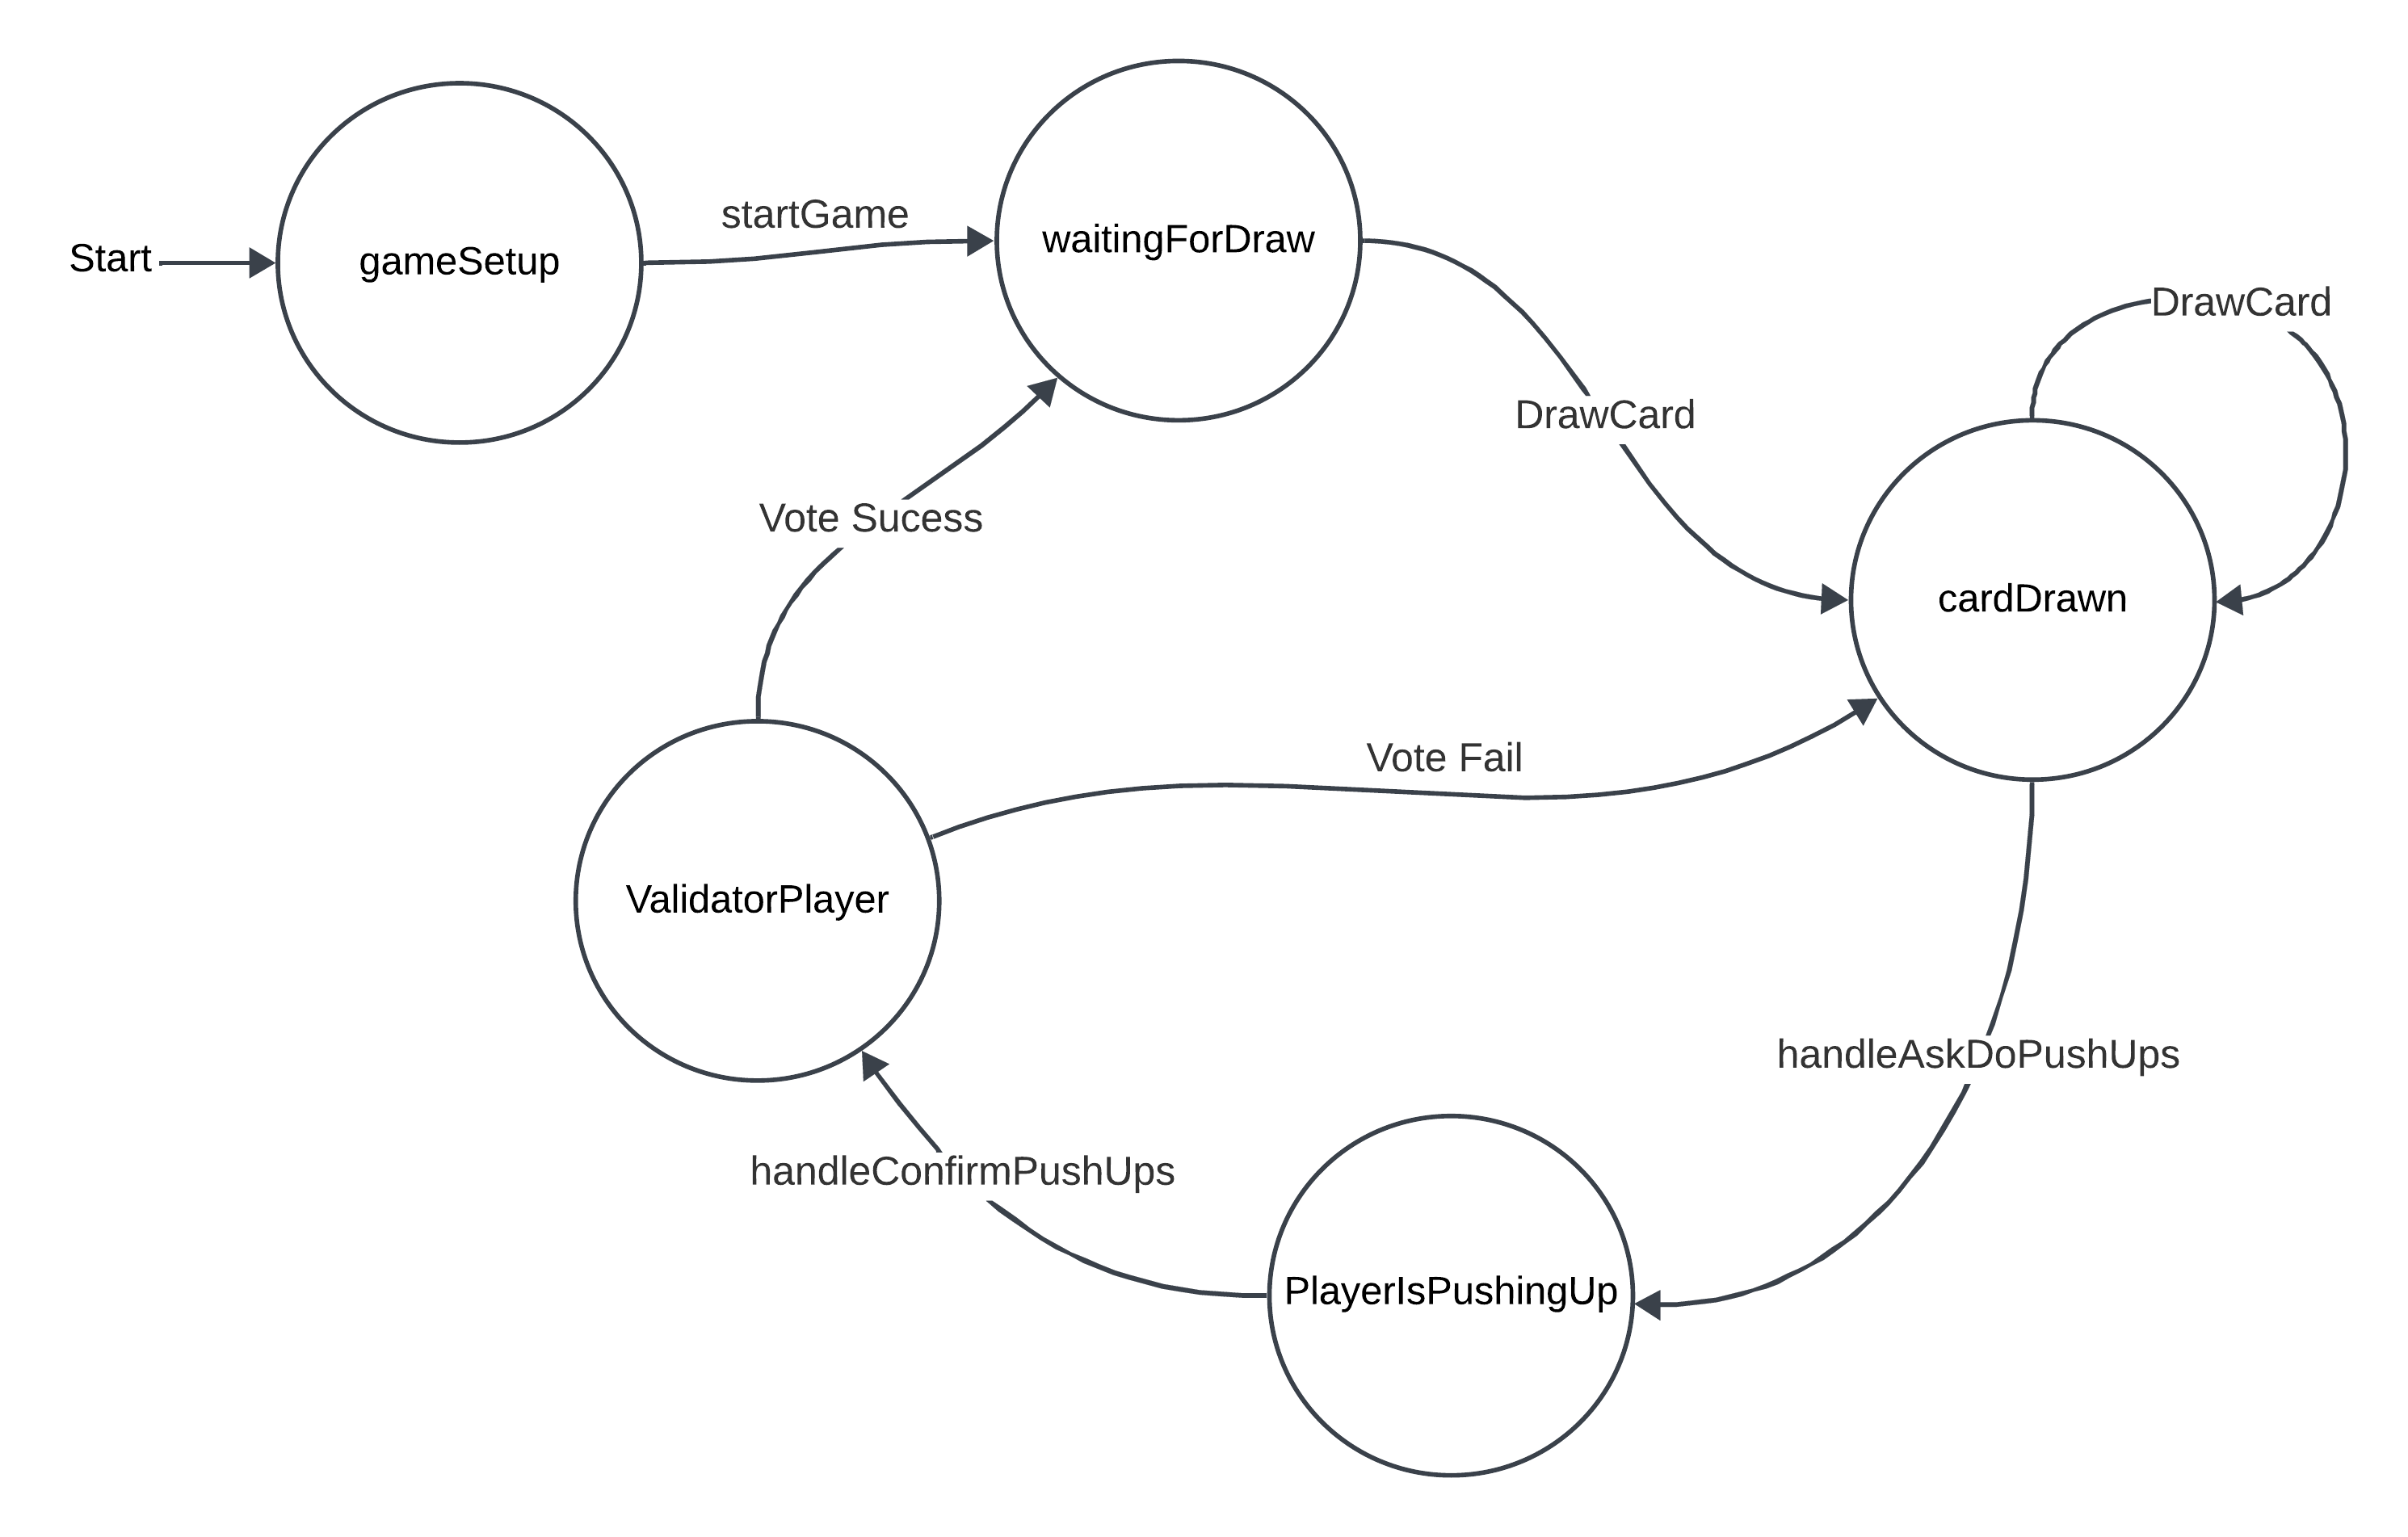 Start
gameSetup
startGame
waitingForDraw
DrawCard
DrawCard
cardDrawn
Vote Sucess
Vote Fail
ValidatorPlayer
handleAskDoPushUps
handleConfirmPushUps
PlayerIsPushingUp